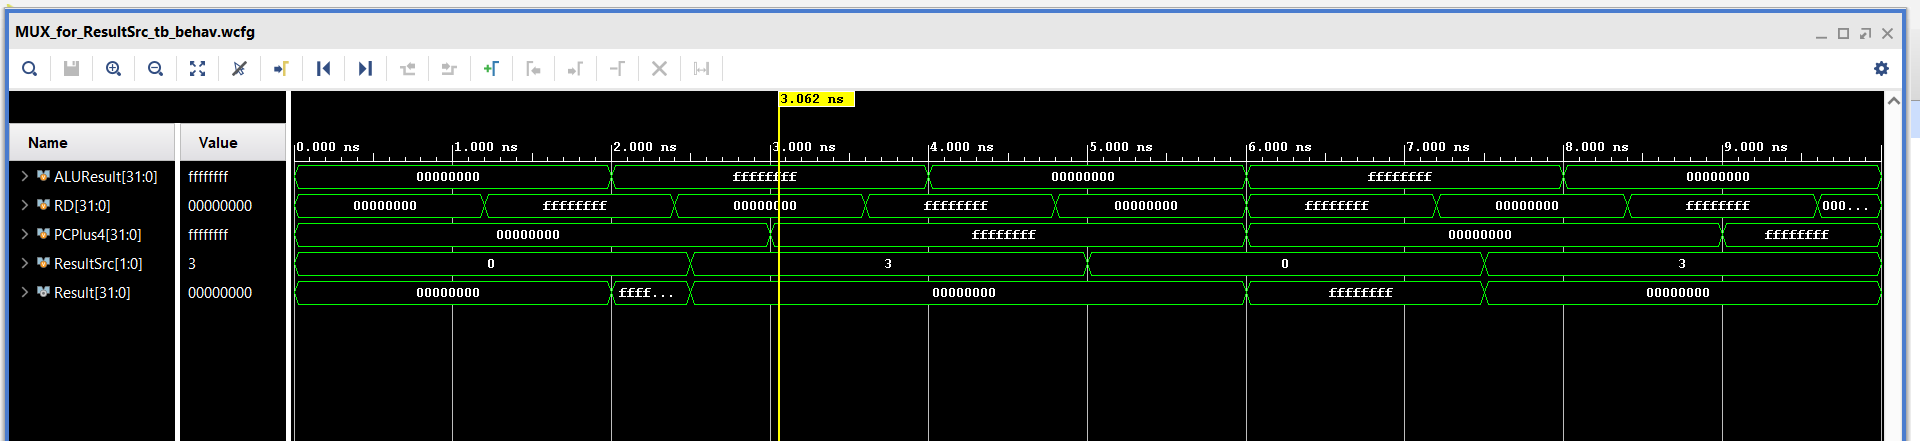 MUX_for_ResultSrc_tb_behav.wcfg
3.062 ns
Name Value
0.000 ns 1.000 ns 2.000 ns 3.000 ns 4.000 ns 5.000 ns 6.000 ns 7.000 ns 8.000 ns 9.000 ns
ALUResult[31:0] ffffffff 00000000 ffffffff 00000000 ffffffff 00000000
RD[31:0] 00000000 00000000 ffffffff 00000000 ffffffff 00000000 ffffffff 00000000 ffffffff 000...
PCPlus4[31:0] ffffffff 00000000 ffffffff 00000000 ffffffff
ResultSrc[1:0] 3 0 3 0 3
Result[31:0] 00000000 00000000 ffff... 00000000 ffffffff 00000000